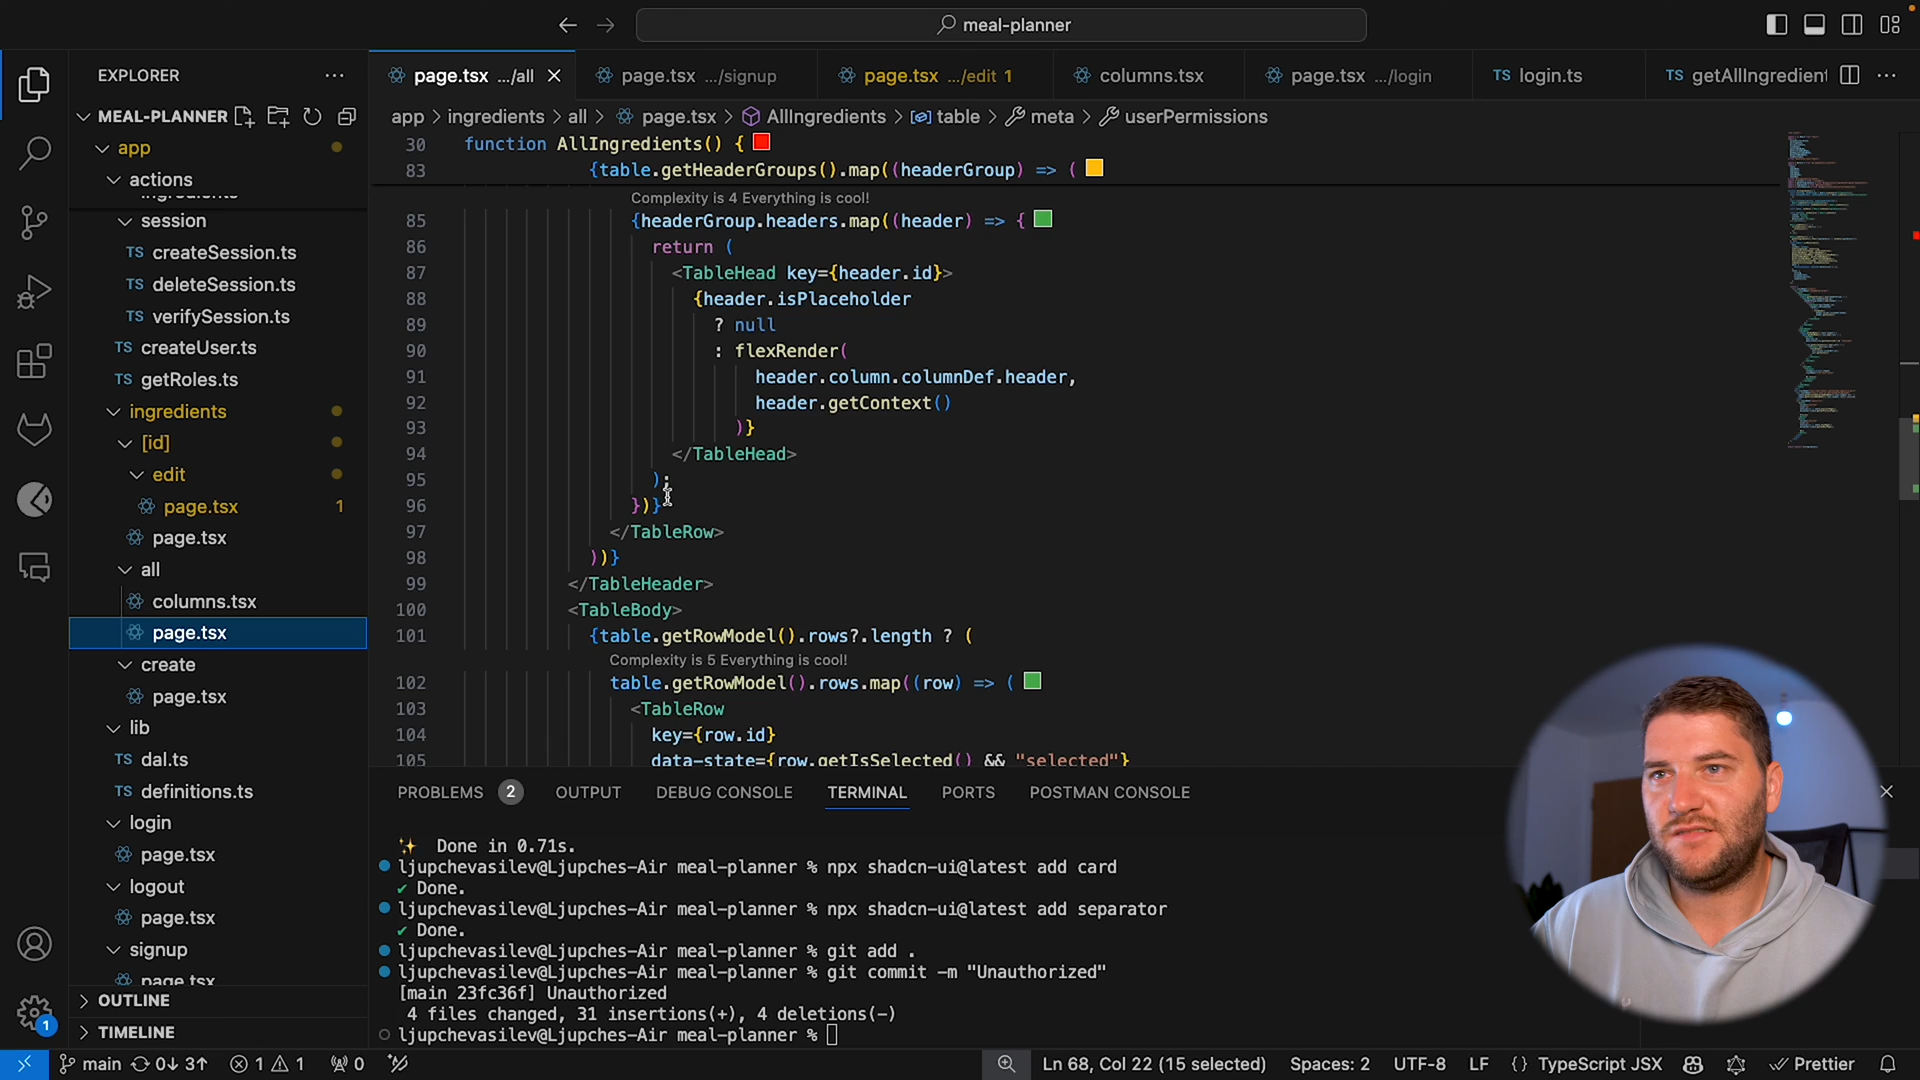 meal-planner
EXPLORER
page.tsx .../all
page.tsx .../signup
page.tsx .../edit 1
columns.tsx
page.tsx .../login
TS login.ts
TS getAllIngredient
MEAL-PLANNER
app > ingredients > all > page.tsx > AllIngredients > table > meta > userPermissions
app
actions
session
TS createSession.ts
TS deleteSession.ts
TS verifySession.ts
TS createUser.ts
TS getRoles.ts
ingredients
[id]
edit
page.tsx 1
page.tsx
all
columns.tsx
page.tsx
create
page.tsx
lib
TS dal.ts
TS definitions.ts
login
page.tsx
logout
page.tsx
signup
page.tsx
OUTLINE
TIMELINE
30 function AllIngredients() {
83 {table.getHeaderGroups().map((headerGroup) => (
Complexity is 4 Everything is cool!
85 {headerGroup.headers.map((header) => {
86 return (
87 <TableHead key={header.id}>
88 {header.isPlaceholder
89 ? null
90 : flexRender(
91 header.column.columnDef.header,
92 header.getContext()
93 )}
94 </TableHead>
95 );
96 })}
97 </TableRow>
98 ))}
99 </TableHeader>
100 <TableBody>
101 {table.getRowModel().rows?.length ? (
Complexity is 5 Everything is cool!
102 table.getRowModel().rows.map((row) => (
103 <TableRow
104 key={row.id}
105 data-state={row.getIsSelected() && "selected"}
PROBLEMS 2 OUTPUT DEBUG CONSOLE TERMINAL PORTS POSTMAN CONSOLE
✨ Done in 0.71s.
ljupchevasilev@Ljupches-Air meal-planner % npx shadcn-ui@latest add card
✔ Done.
ljupchevasilev@Ljupches-Air meal-planner % npx shadcn-ui@latest add separator
✔ Done.
ljupchevasilev@Ljupches-Air meal-planner % git add .
ljupchevasilev@Ljupches-Air meal-planner % git commit -m "Unauthorized"
[main 23fc36f] Unauthorized
4 files changed, 31 insertions(+), 4 deletions(-)
ljupchevasilev@Ljupches-Air meal-planner %
1
main 0↓ 3↑ 1 1 0
Ln 68, Col 22 (15 selected) Spaces: 2 UTF-8 LF {} TypeScript JSX Prettier